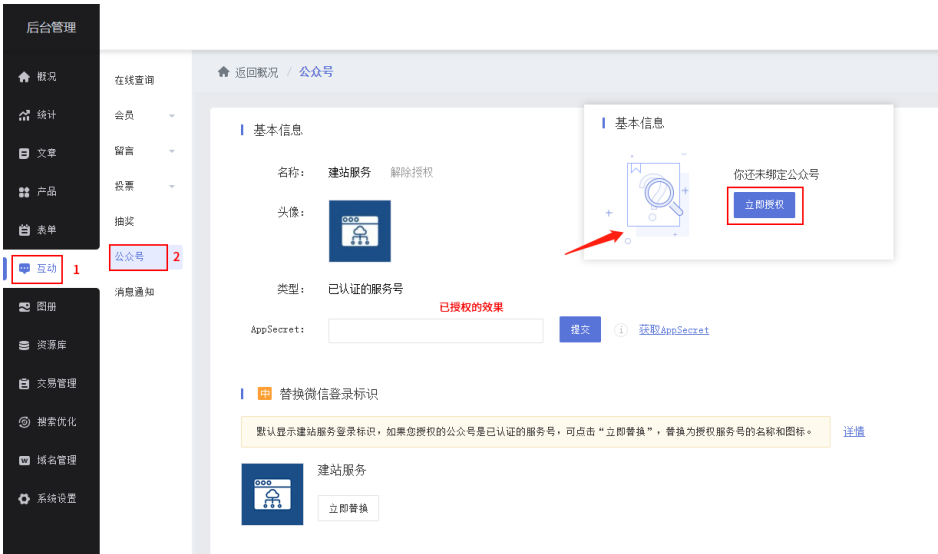 后台管理
概况
统计
文章
产品
表单
互动 1
图册
资源库
交易管理
搜索优化
域名管理
系统设置
在线查询
会员
留言
投票
抽奖
公众号 2
消息通知
返回概况 / 公众号
基本信息
名称: 建站服务 解除授权
头像:
类型: 已认证的服务号
已授权的效果
AppSecret: 提交 获取AppSecret
基本信息
你还未绑定公众号
立即授权
中 替换微信登录标识
默认显示建站服务登录标识，如果您授权的公众号是已认证的服务号，可点击“立即替换”，替换为授权服务号的名称和图标。 详情
建站服务
立即替换